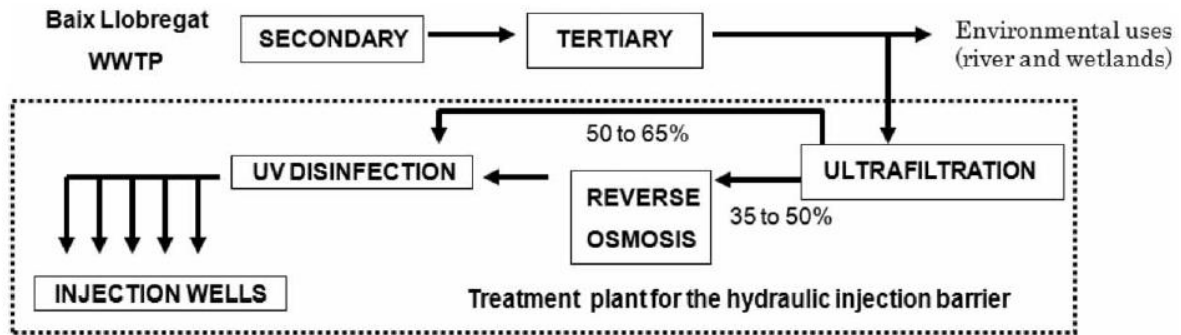 Baix Llobregat
WWTP
SECONDARY
TERTIARY
Environmental uses
(river and wetlands)
50 to 65%
UV DISINFECTION
REVERSE
OSMOSIS
ULTRAFILTRATION
35 to 50%
INJECTION WELLS
Treatment plant for the hydraulic injection barrier